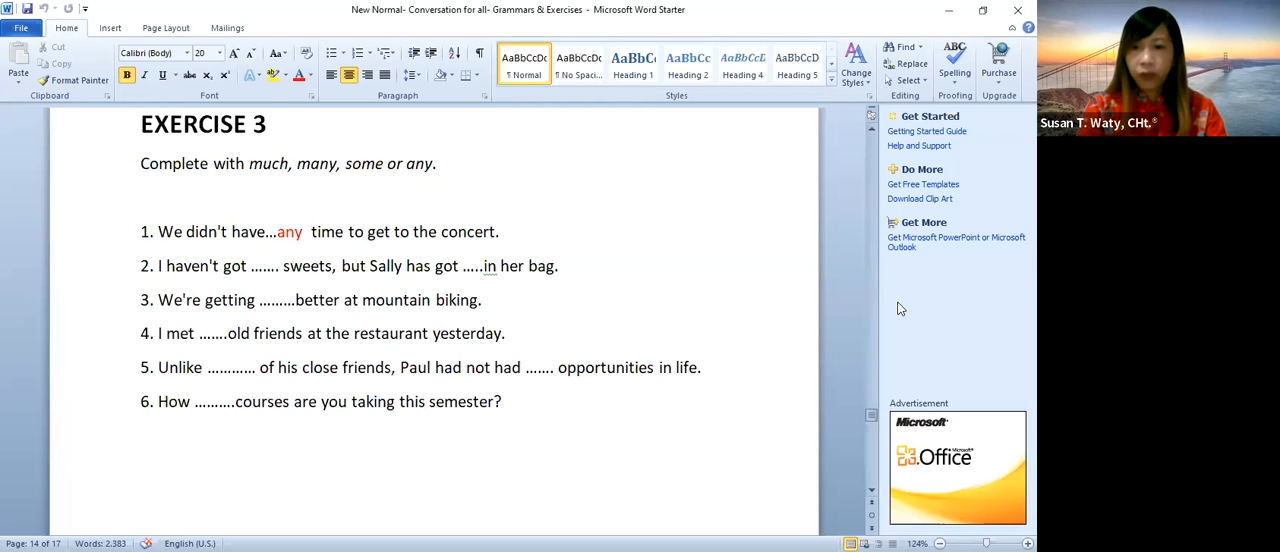 New Normal- Conversation for all- Grammars & Exercises - Microsoft Word Starter
File Home Insert Page Layout Mailings
Paste Cut Copy Format Painter
Calibri (Body) 20
AaBbCcDc AaBbCcDc AaBbCc AaBbCc AaBbCcD AaBbCcD
¶ Normal ¶ No Spaci... Heading 1 Heading 2 Heading 4 Heading 5
Change Styles
Find Replace Select
Spelling Purchase
Clipboard Font Paragraph Styles Editing Proofing Upgrade
Susan T. Waty, CHt.®
EXERCISE 3
Complete with much, many, some or any.
1. We didn't have...any time to get to the concert.
2. I haven't got ……. sweets, but Sally has got …..in her bag.
3. We're getting ………better at mountain biking.
4. I met …….old friends at the restaurant yesterday.
5. Unlike ………… of his close friends, Paul had not had ……. opportunities in life.
6. How ……….courses are you taking this semester?
Get Started
Getting Started Guide
Help and Support
Do More
Get Free Templates
Download Clip Art
Get More
Get Microsoft PowerPoint or Microsoft
Outlook
Advertisement
Microsoft®
Office
Page: 14 of 17 Words: 2.383 English (U.S.) 124%